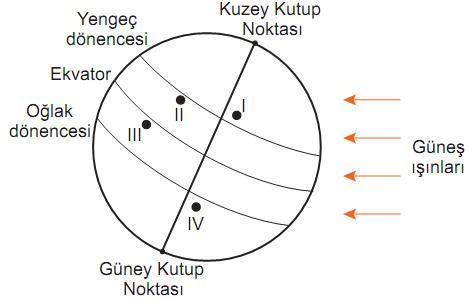 Kuzey Kutup
Noktası
Yengeç
dönencesi
Ekvator
Oğlak
dönencesi
I
II
III
IV
Güneş
ışınları
Güney Kutup
Noktası